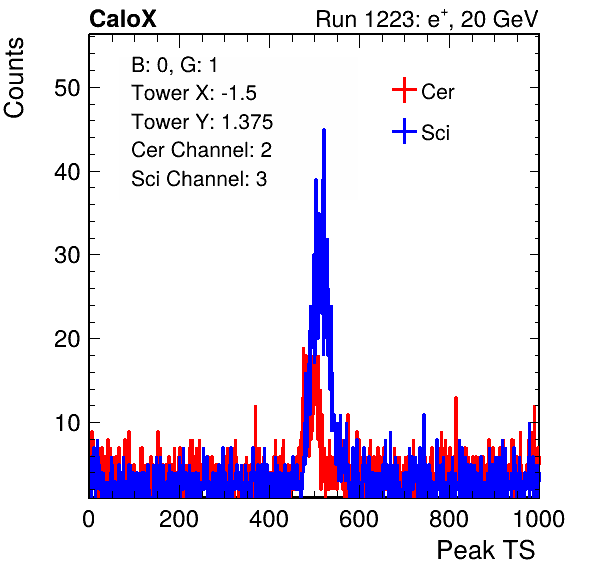 CaloX Run 1223: e⁺, 20 GeV
B: 0, G: 1
Tower X: -1.5
Tower Y: 1.375
Cer Channel: 2
Sci Channel: 3
Cer
Sci
Counts
50
40
30
20
10
0 200 400 600 800 1000
Peak TS